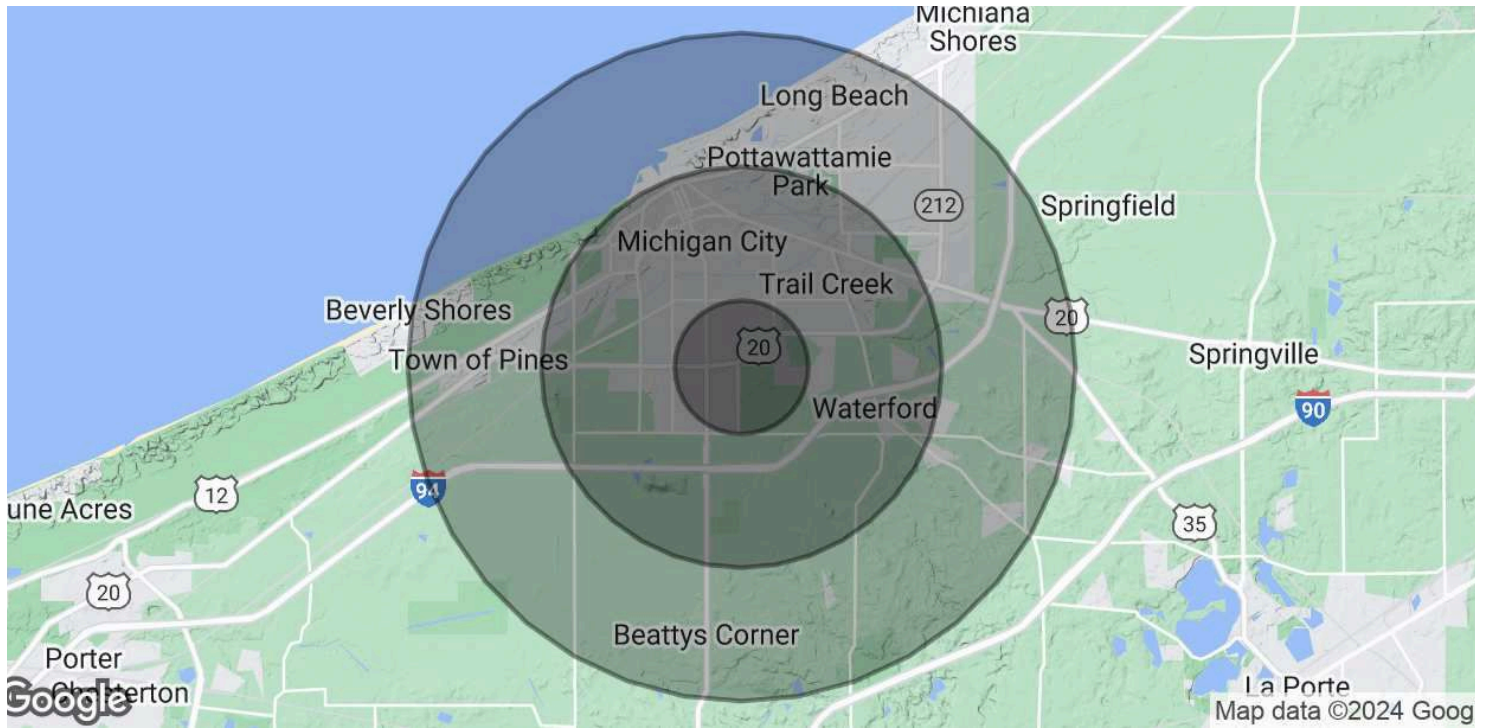 Michiana
Shores
Long Beach
Pottawattamie
Park
212
Springfield
Michigan City
Trail Creek
Beverly Shores
20
20
Town of Pines
Springville
Waterford
90
94
12
une Acres
35
20
Beattys Corner
Porter
Chesterton
Google
La Porte
Map data ©2024 Goog